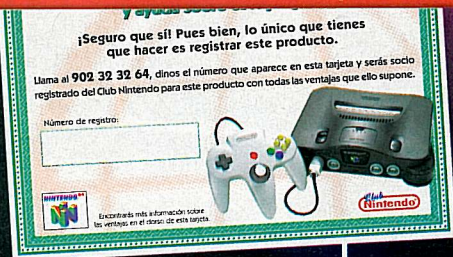 y ayuda sobre
¡Seguro que sí! Pues bien, lo único que tienes
que hacer es registrar este producto.
Llama al 902 32 32 64, dinos el número que aparece en esta tarjeta y serás socio
registrado del Club Nintendo para este producto con todas las ventajas que ello supone.
Número de registro:
NINTENDO 64
N
Encontrarás más información sobre
las ventajas en el dorso de esta tarjeta.
Club
Nintendo